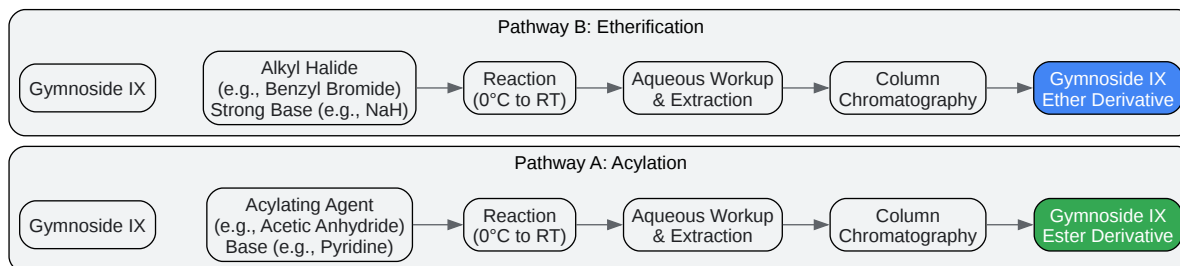 Pathway B: Etherification
Gymnoside IX
Alkyl Halide
(e.g., Benzyl Bromide)
Strong Base (e.g., NaH)
Reaction
(0°C to RT)
Aqueous Workup
& Extraction
Column
Chromatography
Gymnoside IX
Ether Derivative
Pathway A: Acylation
Gymnoside IX
Acylating Agent
(e.g., Acetic Anhydride)
Base (e.g., Pyridine)
Reaction
(0°C to RT)
Aqueous Workup
& Extraction
Column
Chromatography
Gymnoside IX
Ester Derivative